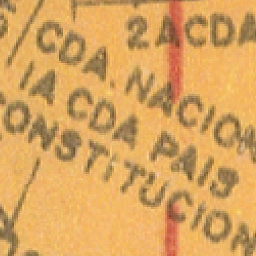 2A CDA
CDA. NACION
1A CDA PAIS
CONSTITUCION